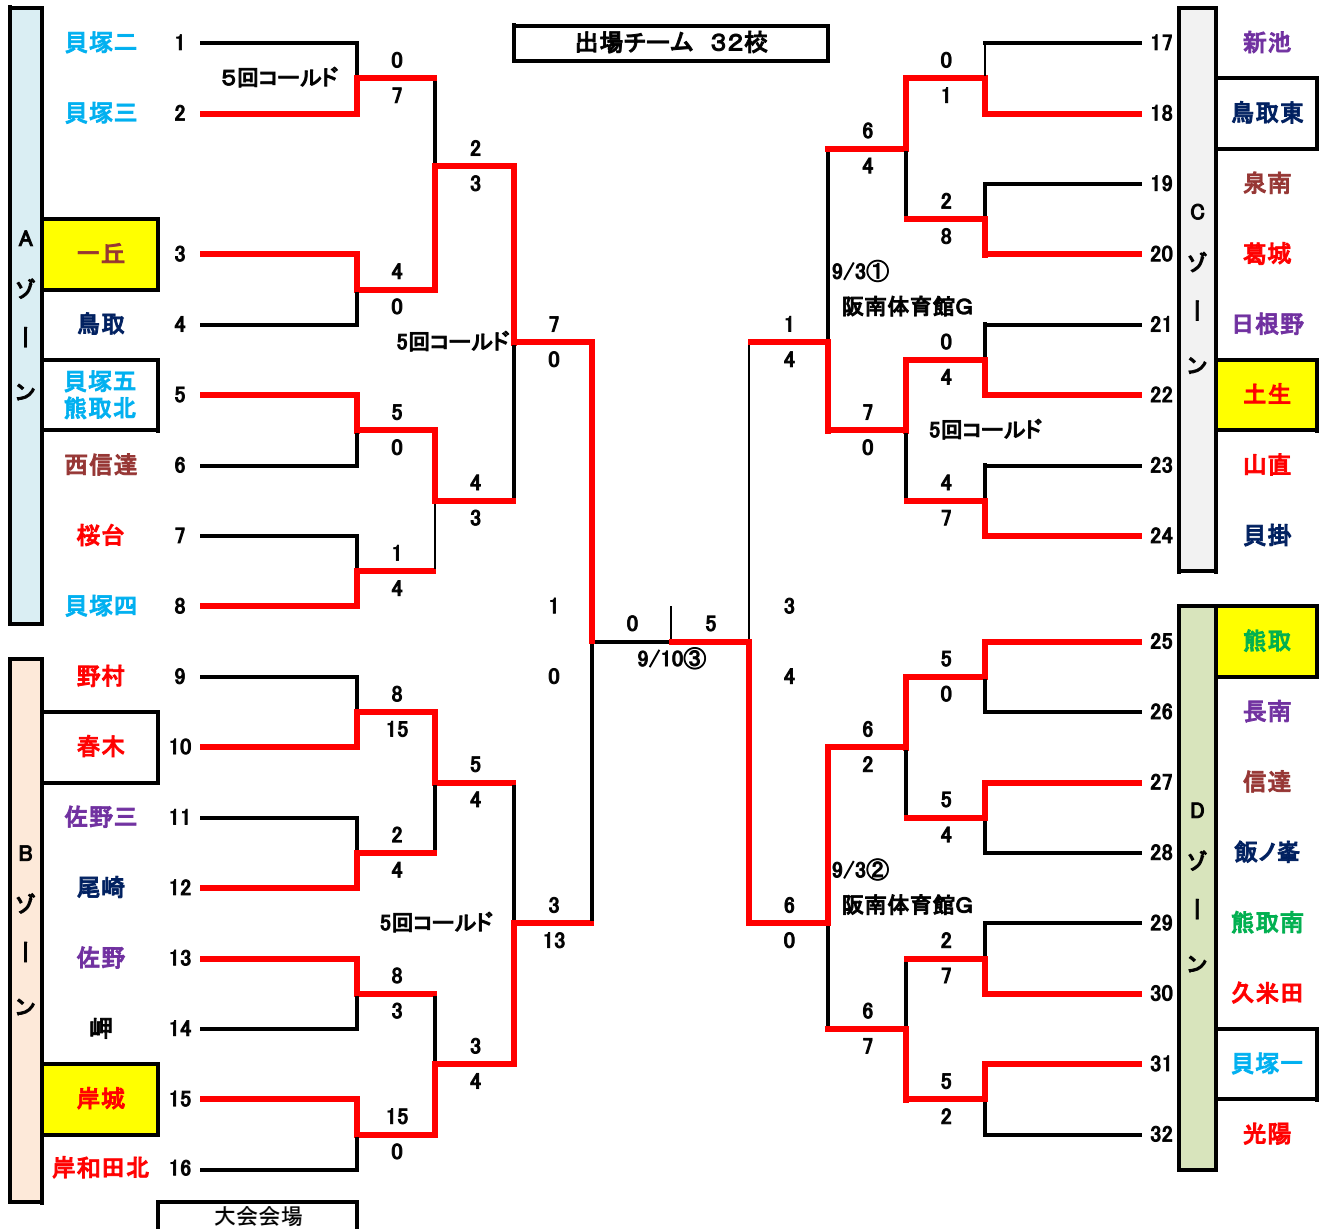 出場チーム 32校
Aゾーン
貝塚二 1
貝塚三 2
一丘 3
鳥取 4
貝塚五
熊取北 5
西信達 6
桜台 7
貝塚四 8
5回コールド
0
7
4
0
5
0
1
4
2
3
4
3
5回コールド
7
0
Bゾーン
野村 9
春木 10
佐野三 11
尾崎 12
佐野 13
岬 14
岸城 15
岸和田北 16
8
15
2
4
8
3
15
0
5
4
3
4
5回コールド
3
13
1
0
0
5
9/10③
Cゾーン
17 新池
18 鳥取東
19 泉南
20 葛城
21 日根野
22 土生
23 山直
24 貝掛
0
1
2
8
0
4
5回コールド
4
7
6
4
7
0
9/3①
阪南体育館G
1
4
3
4
Dゾーン
25 熊取
26 長南
27 信達
28 飯ノ峯
29 熊取南
30 久米田
31 貝塚一
32 光陽
5
0
5
4
2
7
5
2
6
2
6
7
9/3②
阪南体育館G
6
0
大会会場